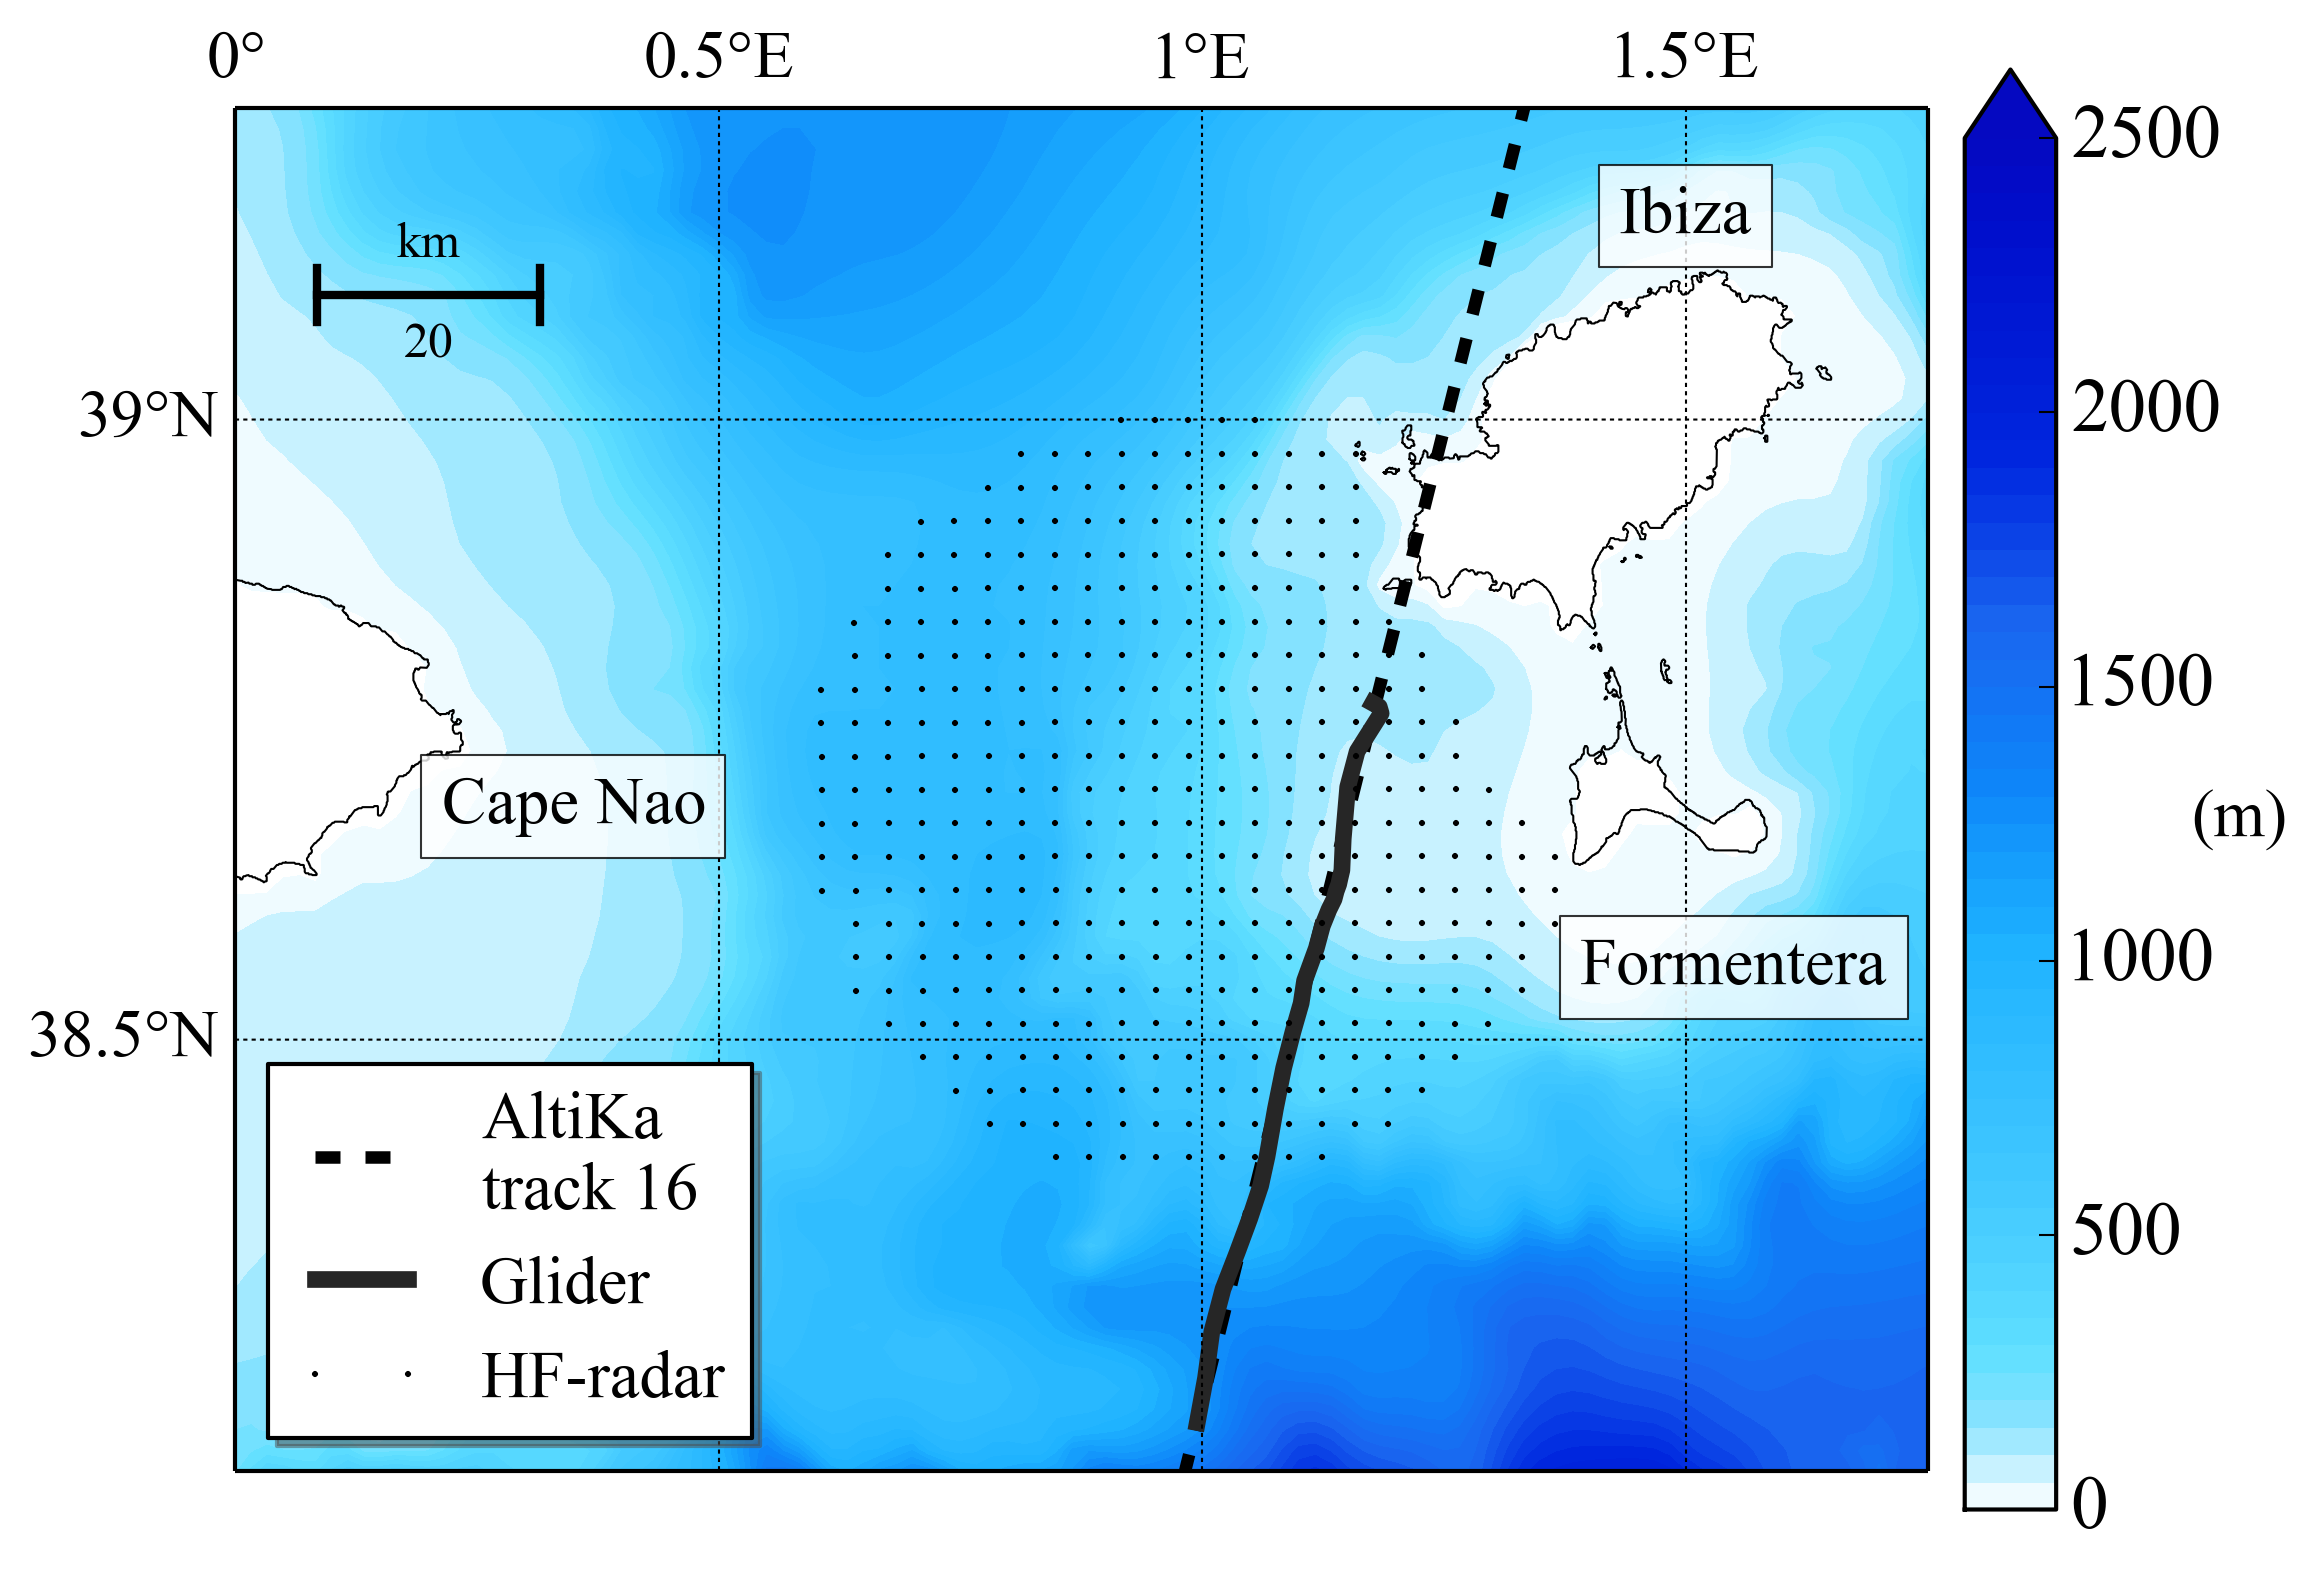 0°
0.5°E
1°E
1.5°E
Ibiza
km
20
39°N
38.5°N
Cape Nao
Formentera
AltiKa
track 16
Glider
HF-radar
2500
2000
1500
(m)
1000
500
0